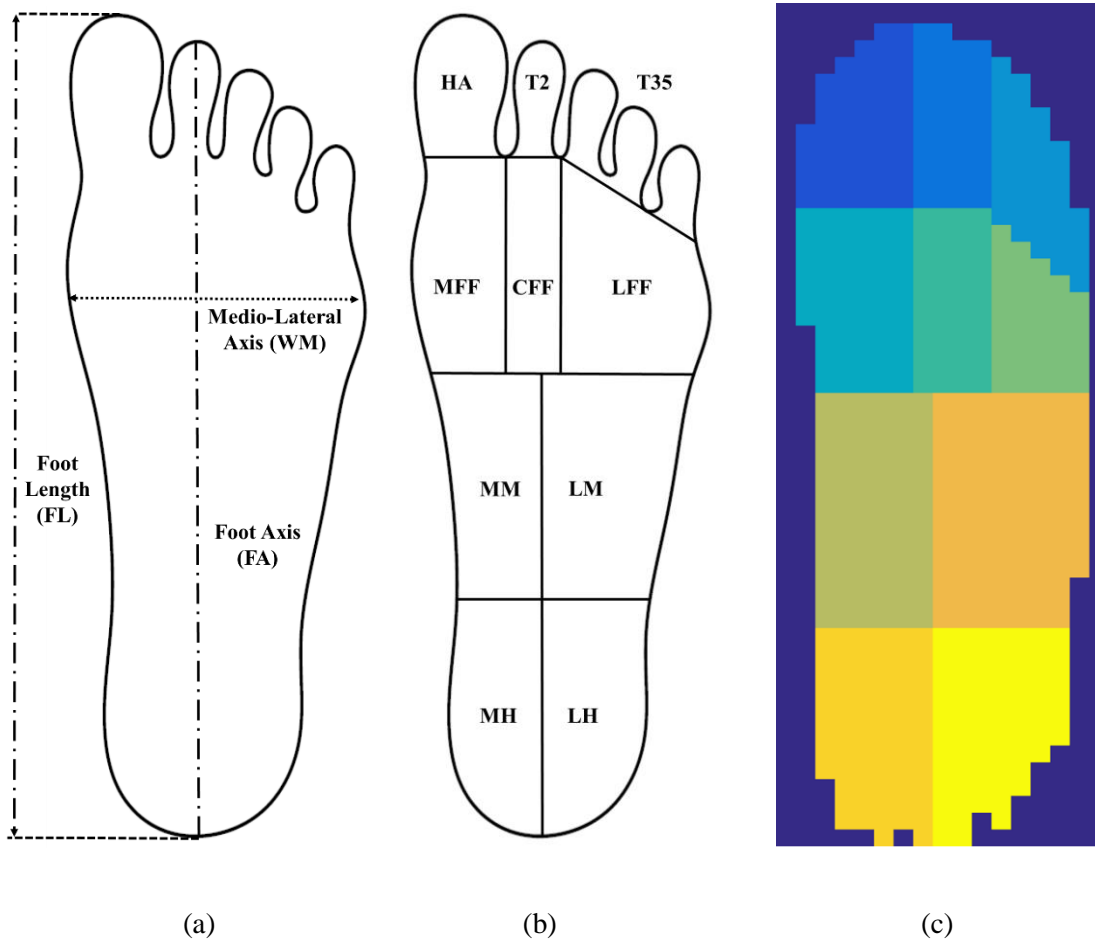 HA
T2
T35
MFF
CFF
LFF
Medio-Lateral
Axis (WM)
Foot
Length
(FL)
MM
LM
Foot Axis
(FA)
MH
LH
(a)
(b)
(c)